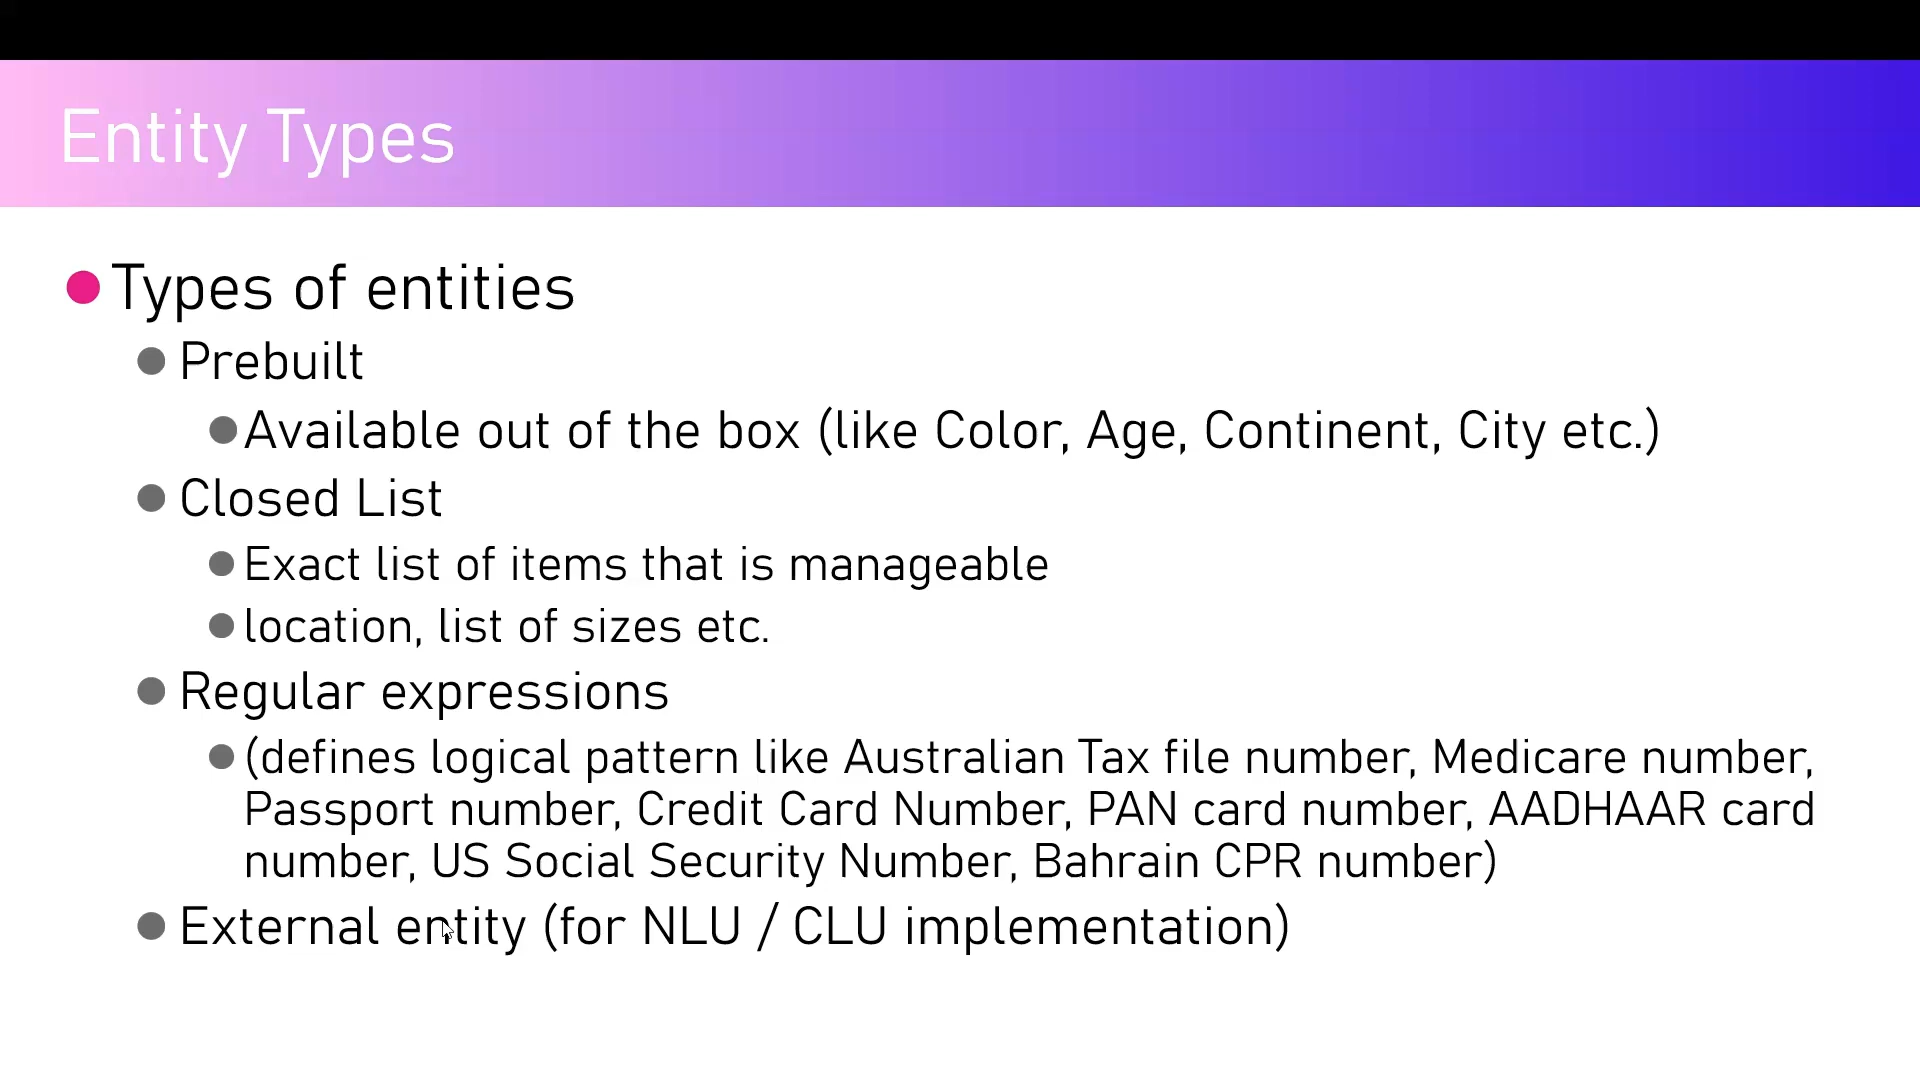 Entity Types
Types of entities
Prebuilt
Available out of the box (like Color, Age, Continent, City etc.)
Closed List
Exact list of items that is manageable
location, list of sizes etc.
Regular expressions
(defines logical pattern like Australian Tax file number, Medicare number,
Passport number, Credit Card Number, PAN card number, AADHAAR card
number, US Social Security Number, Bahrain CPR number)
External entity (for NLU / CLU implementation)